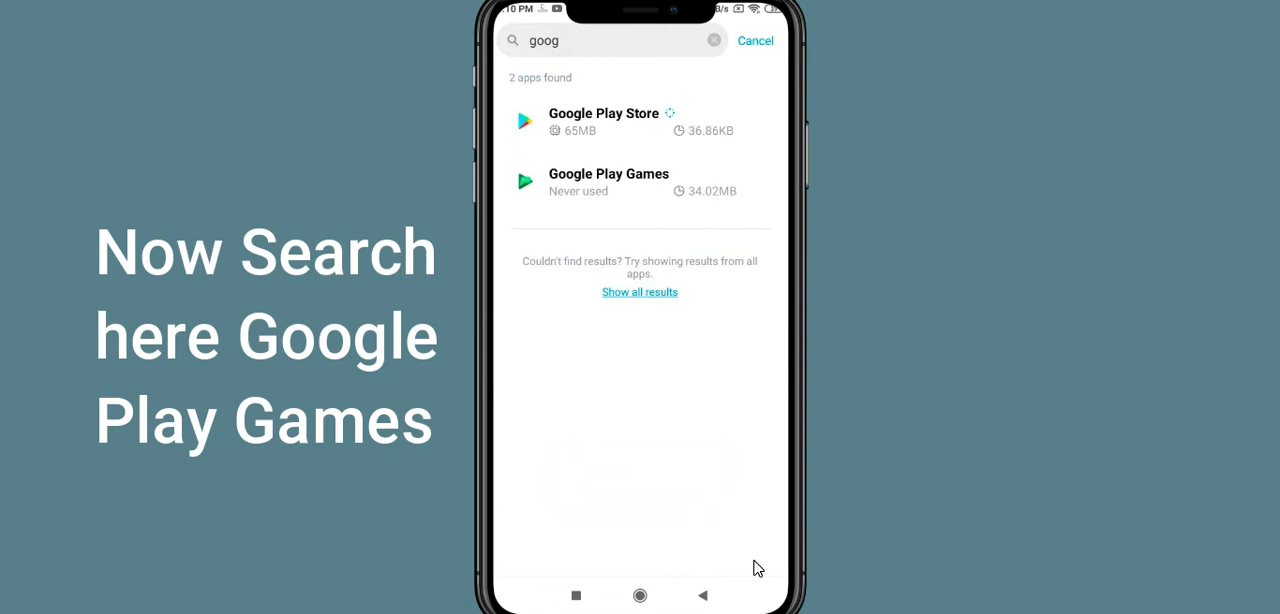 Now Search
here Google
Play Games
:10 PM
goog
Cancel
2 apps found
Google Play Store
65MB 36.86KB
Google Play Games
Never used 34.02MB
Couldn't find results? Try showing results from all
apps.
Show all results